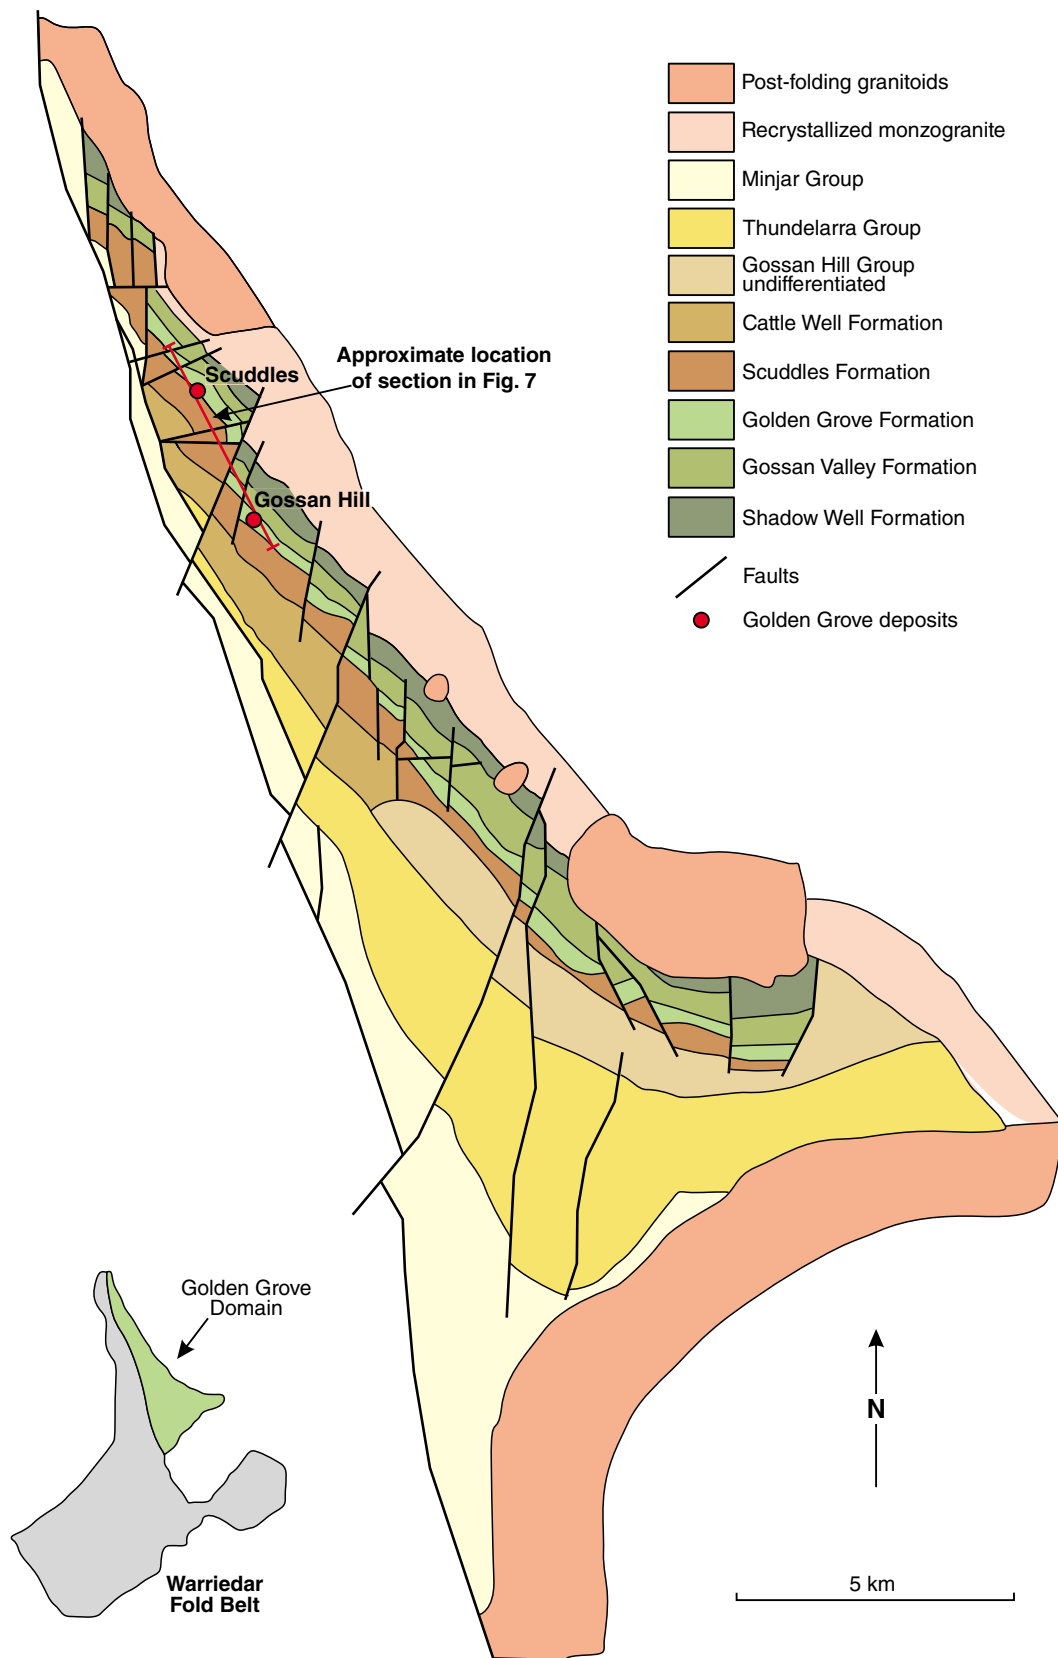 Post-folding granitoids
Recrystallized monzogranite
Minjar Group
Thundelarra Group
Gossan Hill Group
undifferentiated
Cattle Well Formation
Scuddles Formation
Golden Grove Formation
Gossan Valley Formation
Shadow Well Formation
Faults
Golden Grove deposits
Approximate location
of section in Fig. 7
Scuddles
Gossan Hill
Golden Grove
Domain
Warriedar
Fold Belt
N
5 km